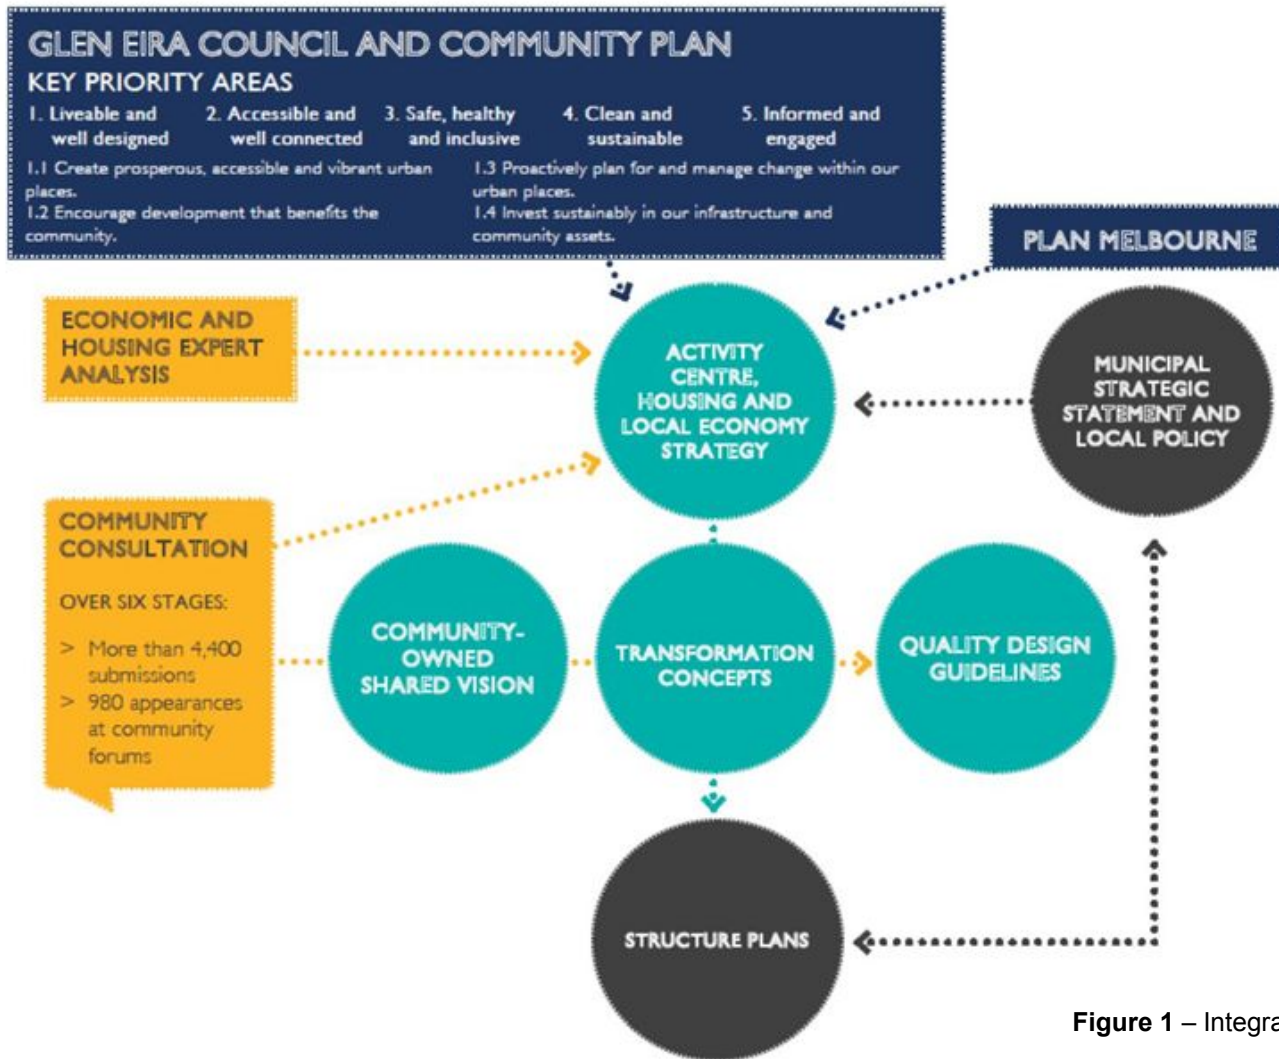 GLEN EIRA COUNCIL AND COMMUNITY PLAN
KEY PRIORITY AREAS
1. Liveable and
well designed
2. Accessible and
well connected
3. Safe, healthy
and inclusive
4. Clean and
sustainable
5. Informed and
engaged
1.1 Create prosperous, accessible and vibrant urban
places.
1.2 Encourage development that benefits the
community.
1.3 Proactively plan for and manage change within our
urban places.
1.4 Invest sustainably in our infrastructure and
community assets.
PLAN MELBOURNE
ECONOMIC AND
HOUSING EXPERT
ANALYSIS
ACTIVITY
CENTRE,
HOUSING AND
LOCAL ECONOMY
STRATEGY
MUNICIPAL
STRATEGIC
STATEMENT AND
LOCAL POLICY
COMMUNITY
CONSULTATION
OVER SIX STAGES:
> More than 4,400
submissions
> 980 appearances
at community
forums
COMMUNITY-
OWNED
SHARED VISION
TRANSFORMATION
CONCEPTS
QUALITY DESIGN
GUIDELINES
STRUCTURE PLANS
Figure 1 – Integra